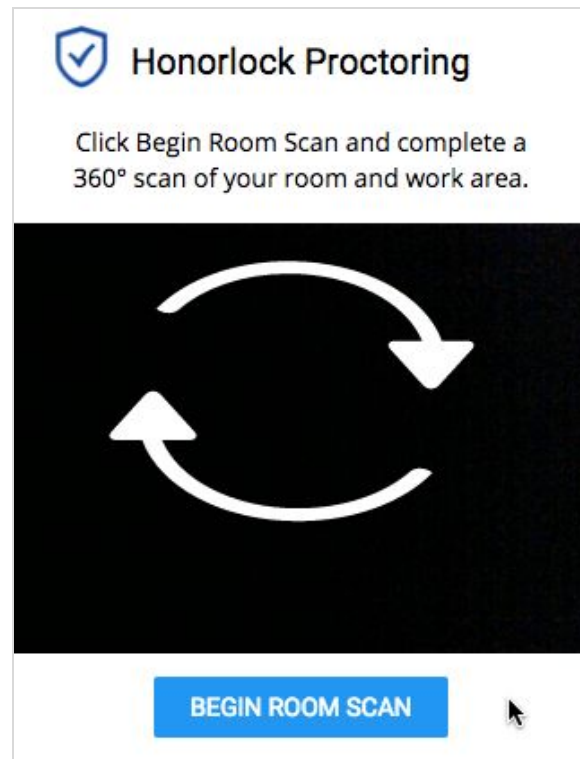 Honorlock Proctoring
Click Begin Room Scan and complete a
360° scan of your room and work area.
BEGIN ROOM SCAN